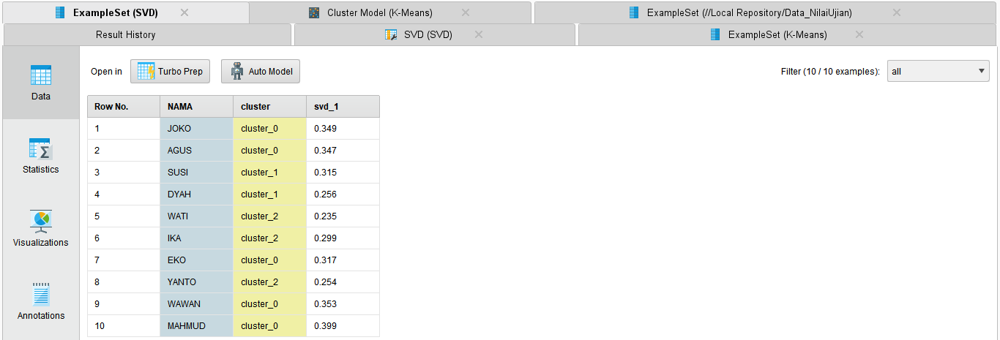 ExampleSet (SVD) Cluster Model (K-Means) ExampleSet (//Local Repository/Data_NilaiUjian)
Result History SVD (SVD) ExampleSet (K-Means)
Open in Turbo Prep Auto Model Filter (10 / 10 examples): all
Data
Statistics
Visualizations
Annotations
Row No. NAMA cluster svd_1
1 JOKO cluster_0 0.349
2 AGUS cluster_0 0.347
3 SUSI cluster_1 0.315
4 DYAH cluster_1 0.256
5 WATI cluster_2 0.235
6 IKA cluster_2 0.299
7 EKO cluster_0 0.317
8 YANTO cluster_2 0.254
9 WAWAN cluster_0 0.353
10 MAHMUD cluster_0 0.399